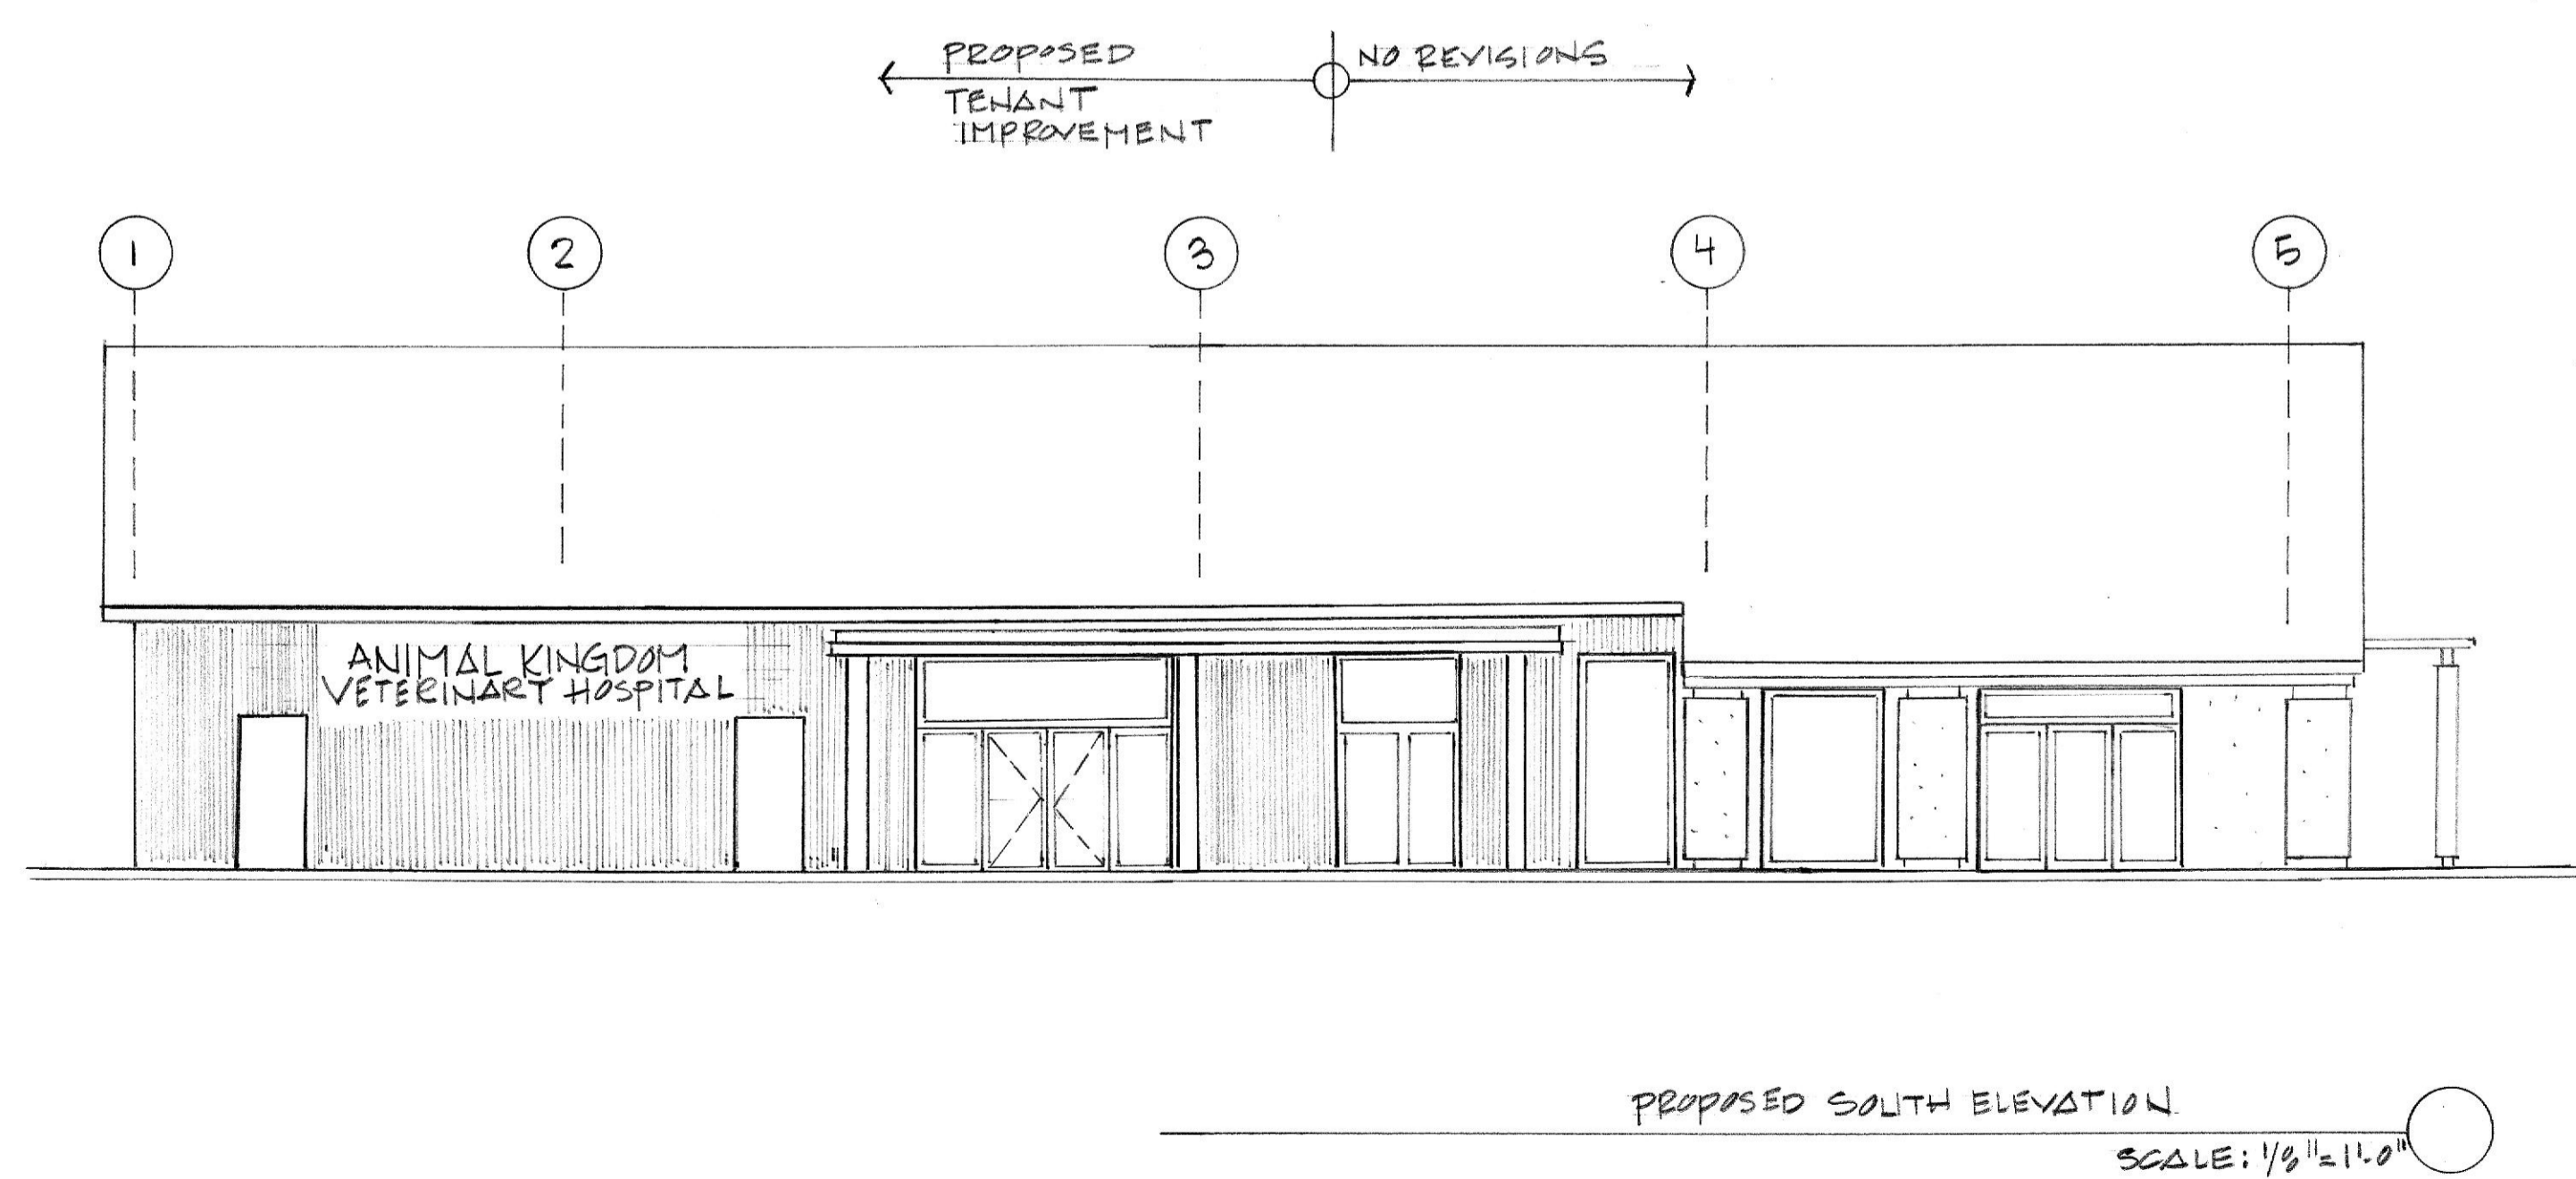 PROPOSED
TENANT
IMPROVEMENT
NO REVISIONS
1 2 3 4 5
ANIMAL KINGDOM
VETERINART HOSPITAL
PROPOSED SOUTH ELEVATION
SCALE: 1/8"=1'-0"